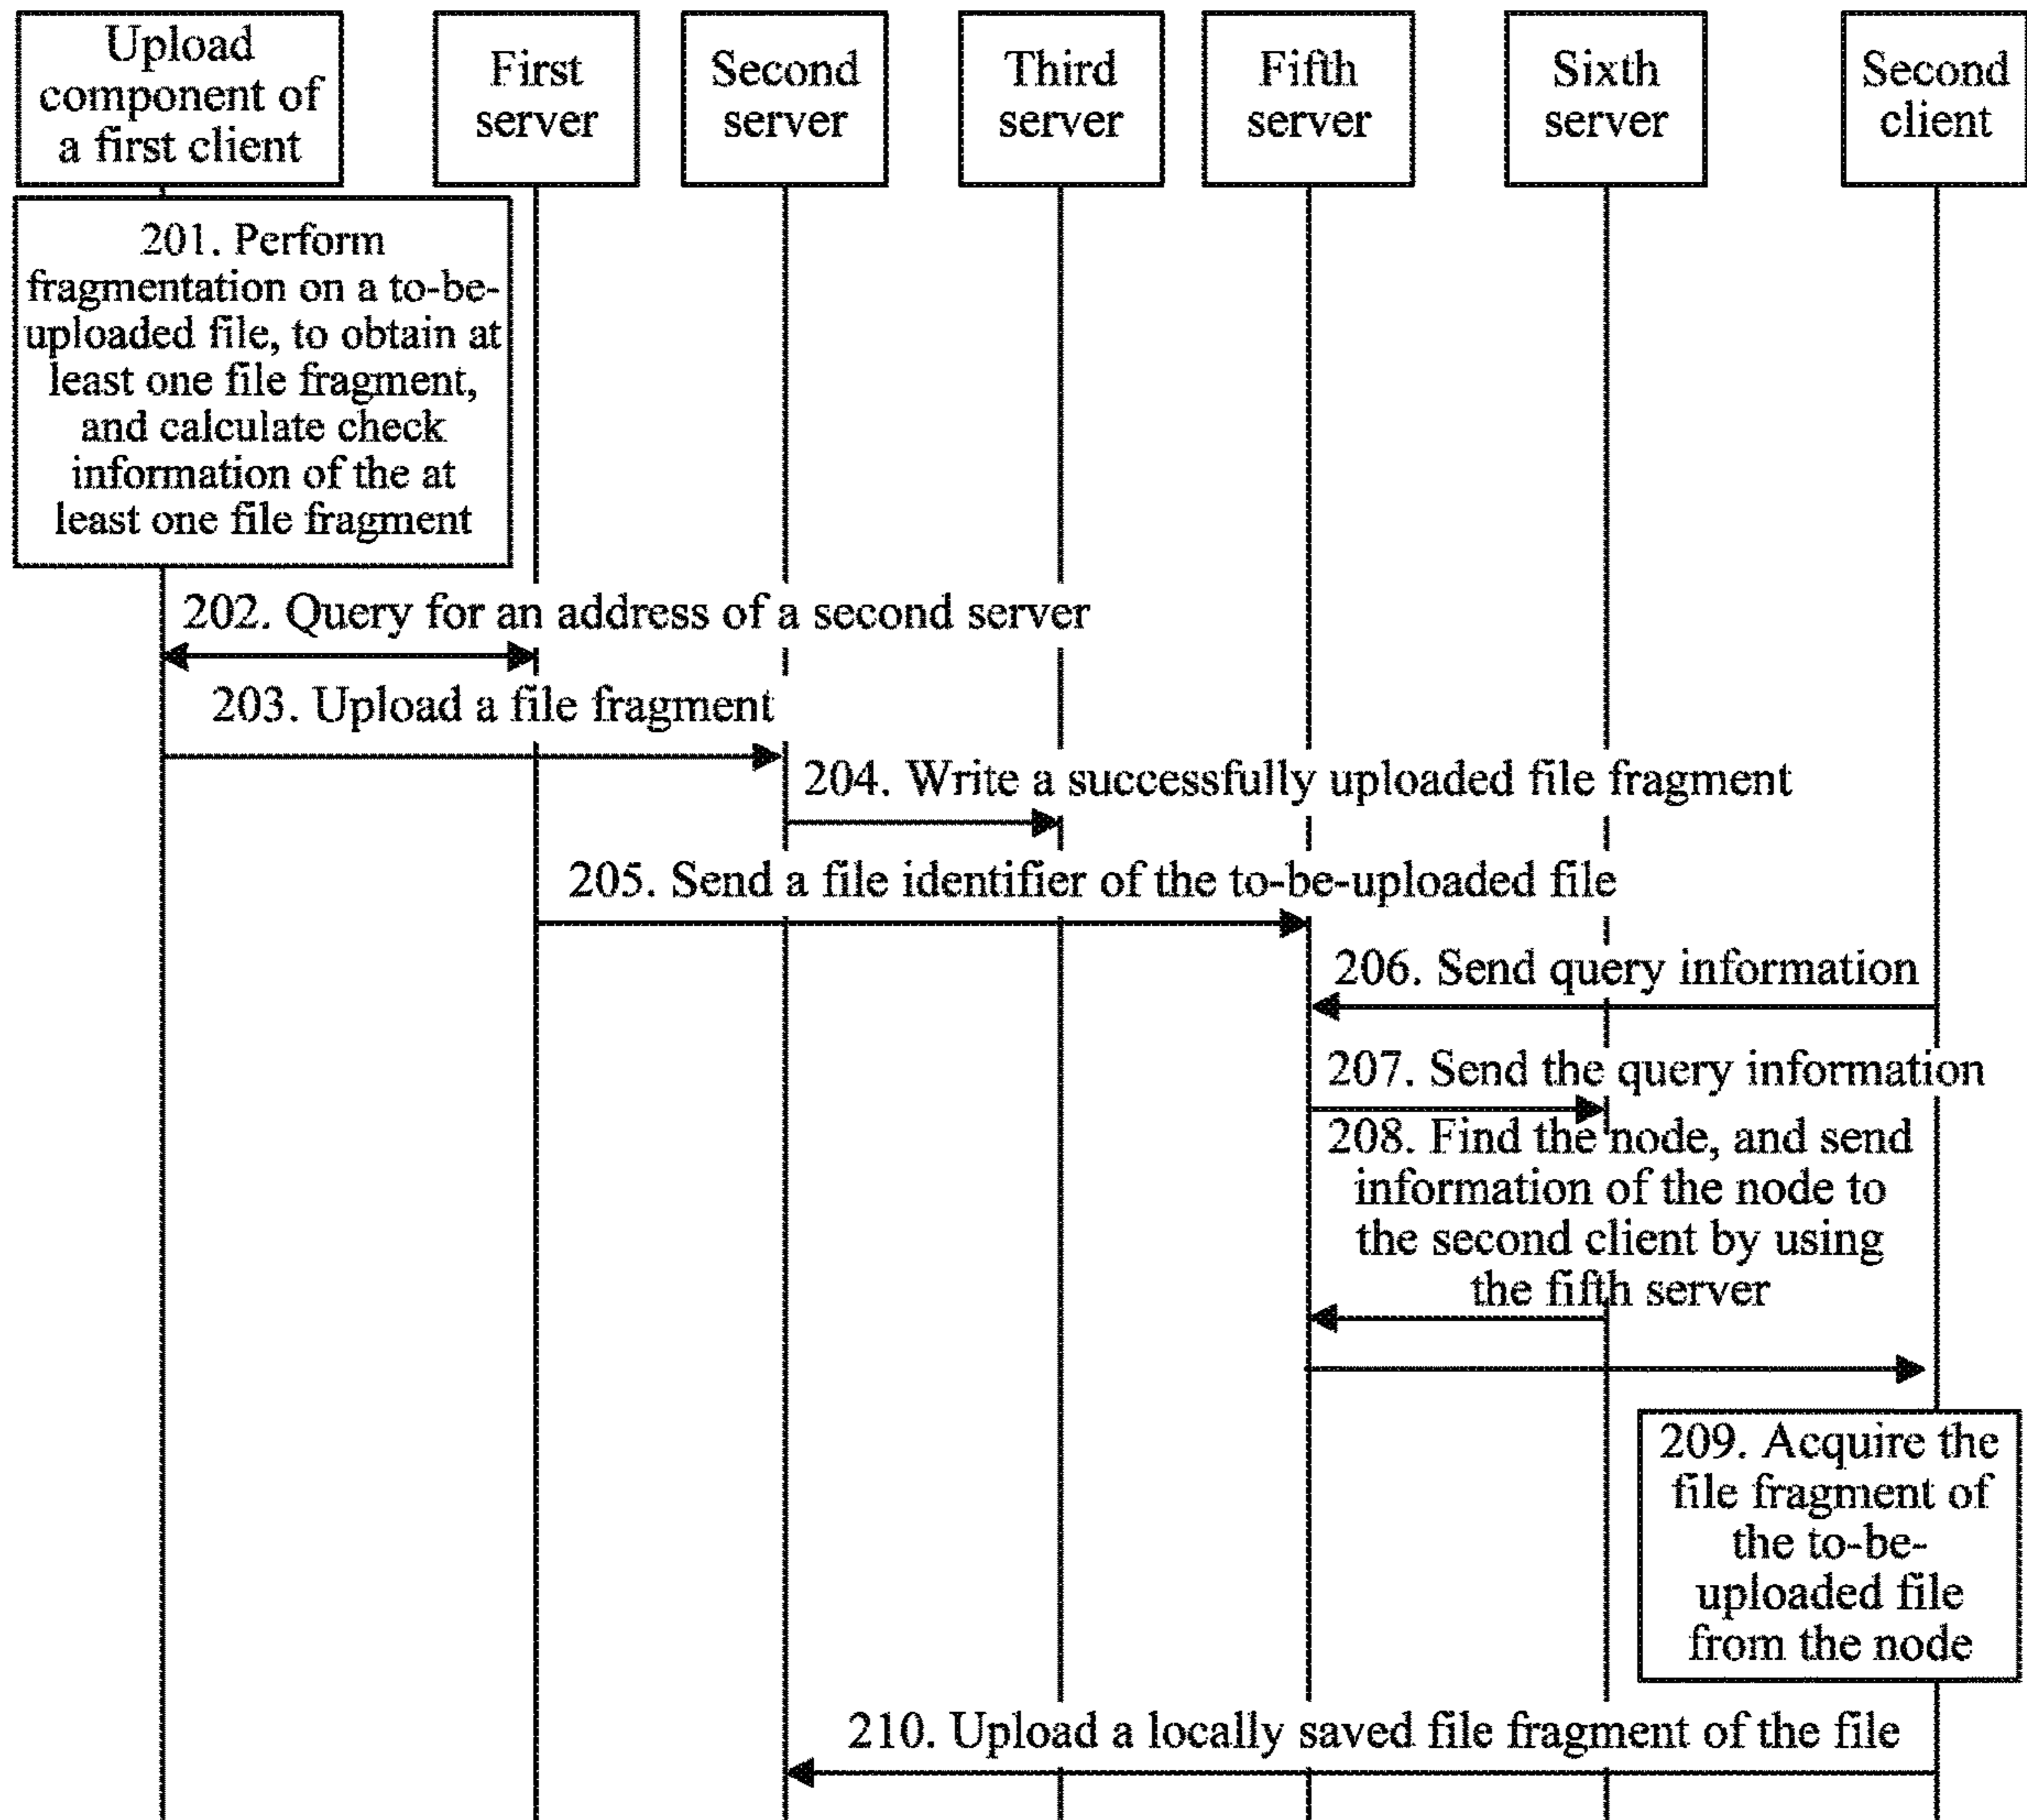 Upload
component of
a first client
First
server
Second
server
Third
server
Fifth
server
Sixth
server
Second
client
201. Perform
fragmentation on a to-be-
uploaded file, to obtain at
least one file fragment,
and calculate check
information of the at
least one file fragment
202. Query for an address of a second server
203. Upload a file fragment
204. Write a successfully uploaded file fragment
205. Send a file identifier of the to-be-uploaded file
206. Send query information
207. Send the query information
208. Find the node, and send
information of the node to
the second client by using
the fifth server
209. Acquire the
file fragment of
the to-be-
uploaded file
from the node
210. Upload a locally saved file fragment of the file